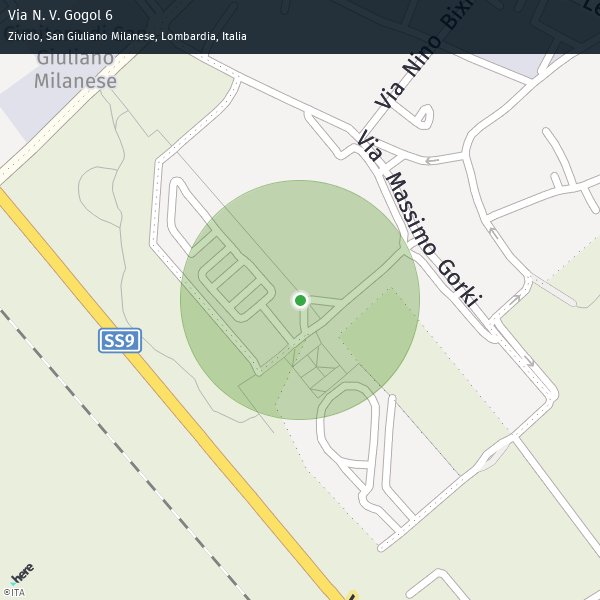 Via N. V. Gogol 6
Zivido, San Giuliano Milanese, Lombardia, Italia
Giuliano
Milanese
Via Nino Bixi
Via Massimo Gorki
SS9
here
©ITA